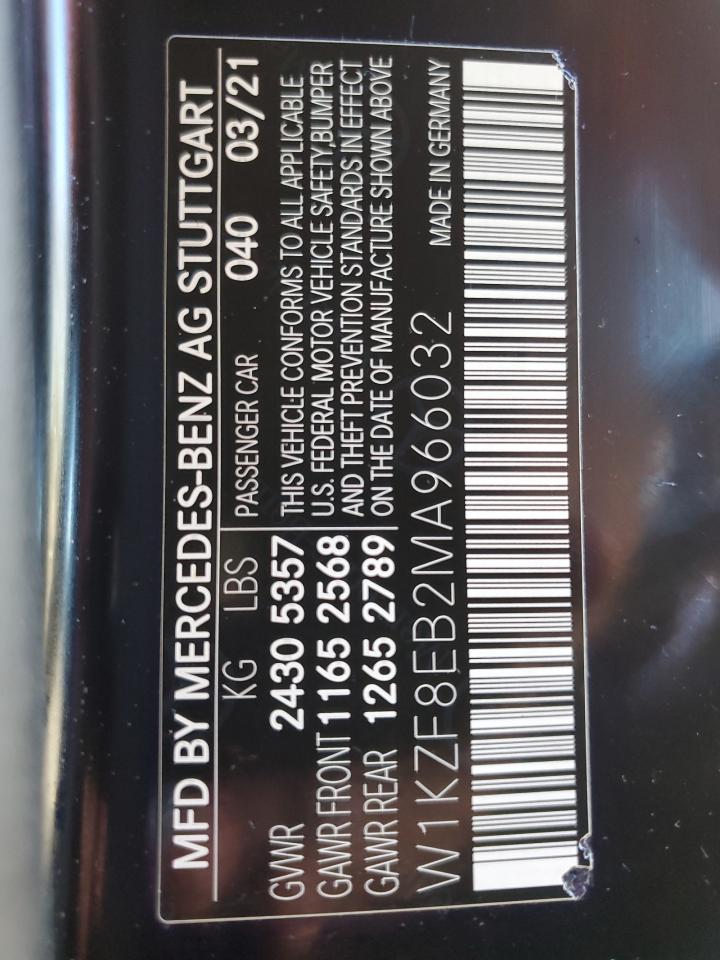 MFD BY MERCEDES-BENZ AG STUTTGART
KG LBS PASSENGER CAR 040 03/21
GVWR 2430 5357
GAWR FRONT 1165 2568
GAWR REAR 1265 2789
THIS VEHICLE CONFORMS TO ALL APPLICABLE
U.S. FEDERAL MOTOR VEHICLE SAFETY,BUMPER
AND THEFT PREVENTION STANDARDS IN EFFECT
ON THE DATE OF MANUFACTURE SHOWN ABOVE
W1KZF8EB2MA966032 MADE IN GERMANY